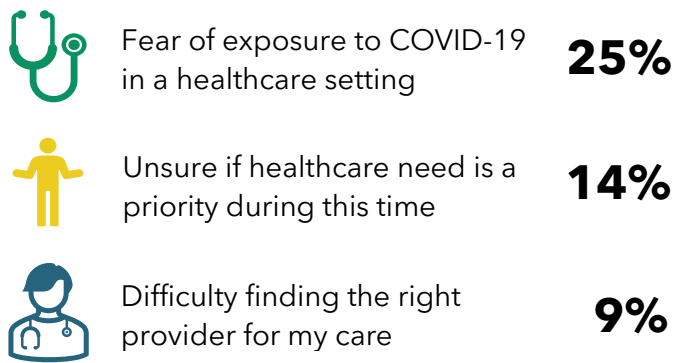 Fear of exposure to COVID-19
in a healthcare setting
25%
Unsure if healthcare need is a
priority during this time
14%
Difficulty finding the right
provider for my care
9%